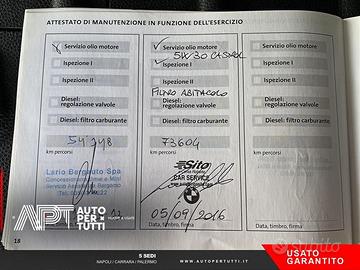 ATTESTATO DI MANUTENZIONE IN FUNZIONE DELL'ESERCIZIO
Servizio olio motore
Ispezione I
Ispezione II
Diesel:
regolazione valvole
Diesel: filtro carburante
km percorsi
Lario Bergauto Spa
Data, timbro, firma
18
Servizio olio motore
5W30 CASTROL
Ispezione I
Ispezione II
FILTRO ABITACOLO
Diesel:
regolazione valvole
Diesel: filtro carburante
73604
km percorsi
Sito
CAR SERVICE
05/09/2016
Data, timbro, firma
Servizio olio motore
Ispezione I
Ispezione II
Diesel:
regolazione valvole
Diesel: filtro carburante
km percorsi
Data, timbro, firma
APT AUTO
PER
TUTTI
5 SEDI
NAPOLI / CARRARA / PALERMO
WWW.AUTOPERTUTTI.IT
USATO
GARANTITO